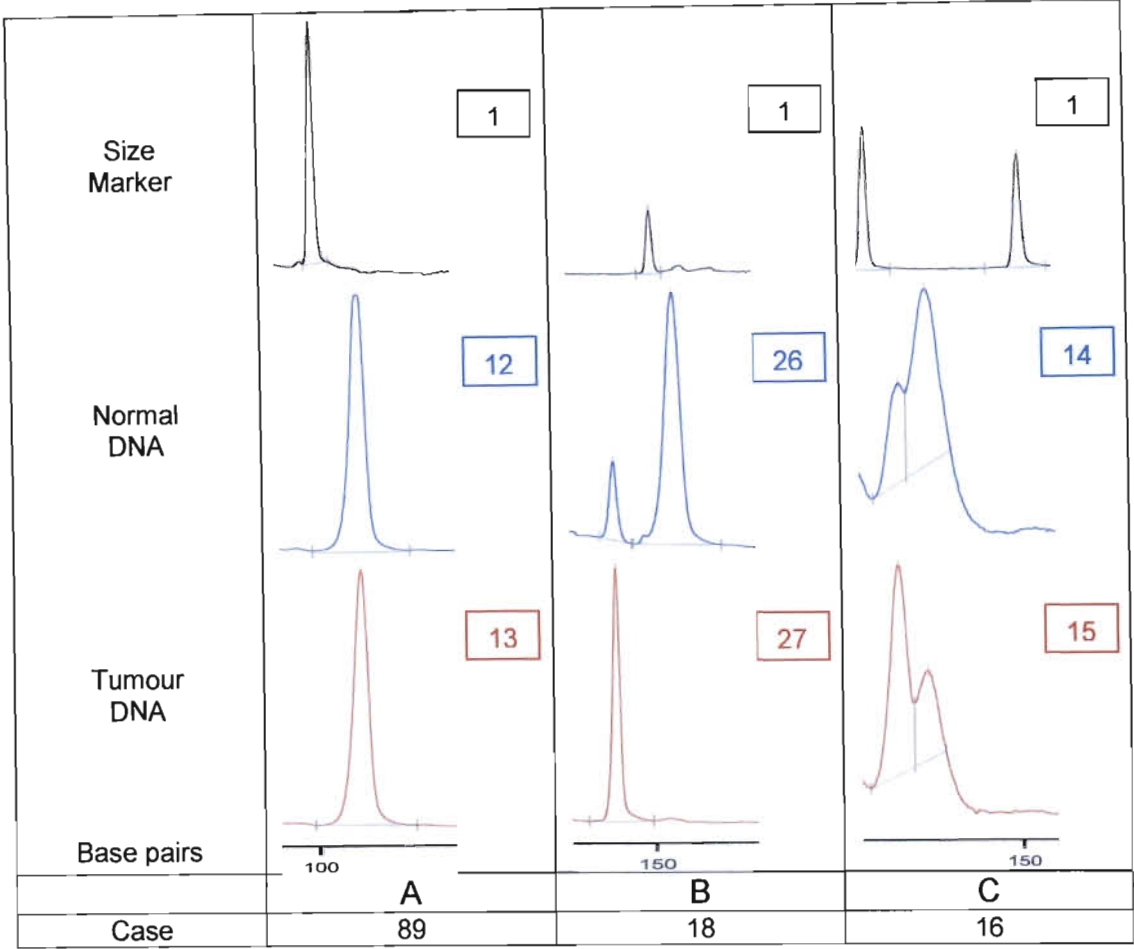 Size
Marker
1
1
1
Normal
DNA
12
26
14
Tumour
DNA
13
27
15
Base pairs
100
150
150
A
B
C
Case
89
18
16